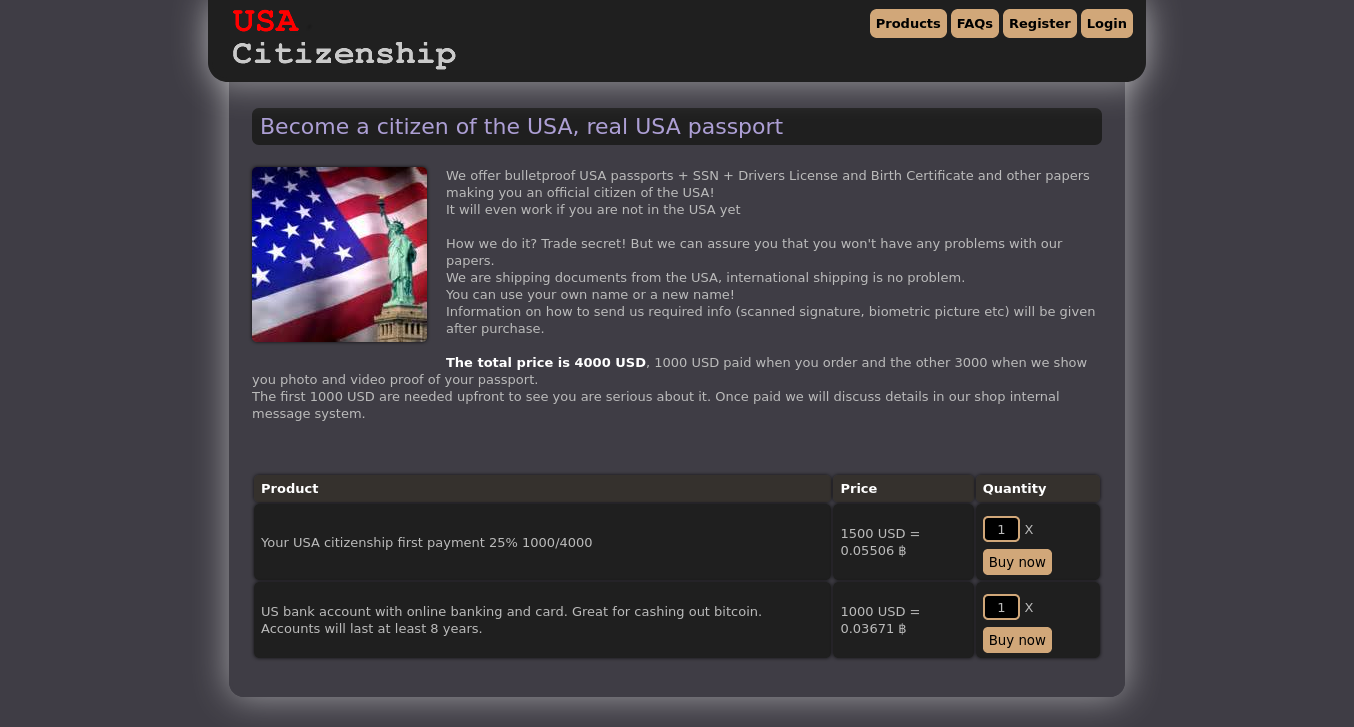 USA
Citizenship
Products FAQs Register Login
Become a citizen of the USA, real USA passport
We offer bulletproof USA passports + SSN + Drivers License and Birth Certificate and other papers
making you an official citizen of the USA!
It will even work if you are not in the USA yet
How we do it? Trade secret! But we can assure you that you won't have any problems with our
papers.
We are shipping documents from the USA, international shipping is no problem.
You can use your own name or a new name!
Information on how to send us required info (scanned signature, biometric picture etc) will be given
after purchase.
The total price is 4000 USD, 1000 USD paid when you order and the other 3000 when we show
you photo and video proof of your passport.
The first 1000 USD are needed upfront to see you are serious about it. Once paid we will discuss details in our shop internal
message system.
Product Price Quantity
Your USA citizenship first payment 25% 1000/4000
1500 USD =
0.05506 ฿
1 X
Buy now
US bank account with online banking and card. Great for cashing out bitcoin.
Accounts will last at least 8 years.
1000 USD =
0.03671 ฿
1 X
Buy now